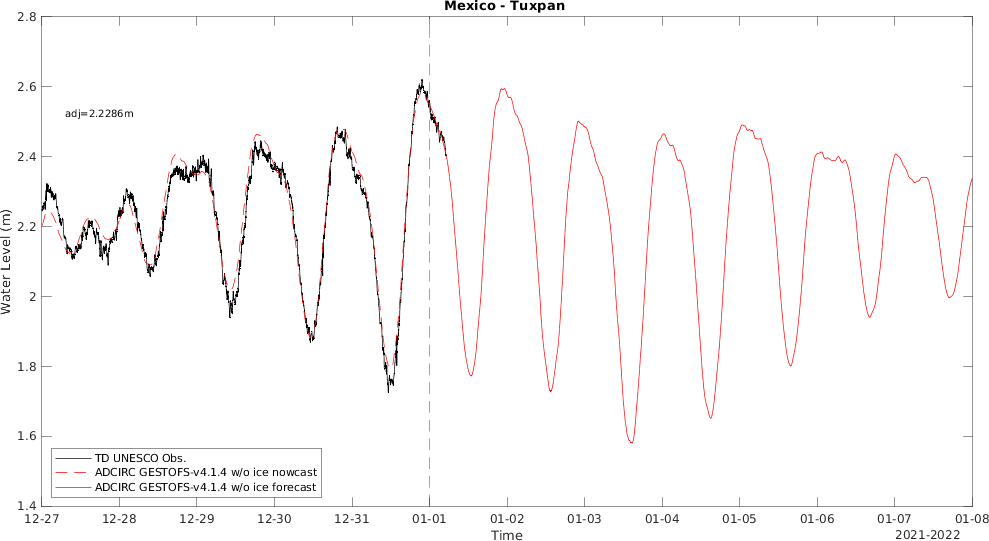 Mexico - Tuxpan
2.8
2.6
2.4
2.2
2
1.8
1.6
1.4
Water Level (m)
adj=2.2286m
TD UNESCO Obs.
ADCIRC GESTOFS-v4.1.4 w/o ice nowcast
ADCIRC GESTOFS-v4.1.4 w/o ice forecast
12-27 12-28 12-29 12-30 12-31 01-01 01-02 01-03 01-04 01-05 01-06 01-07 01-08
Time
2021-2022